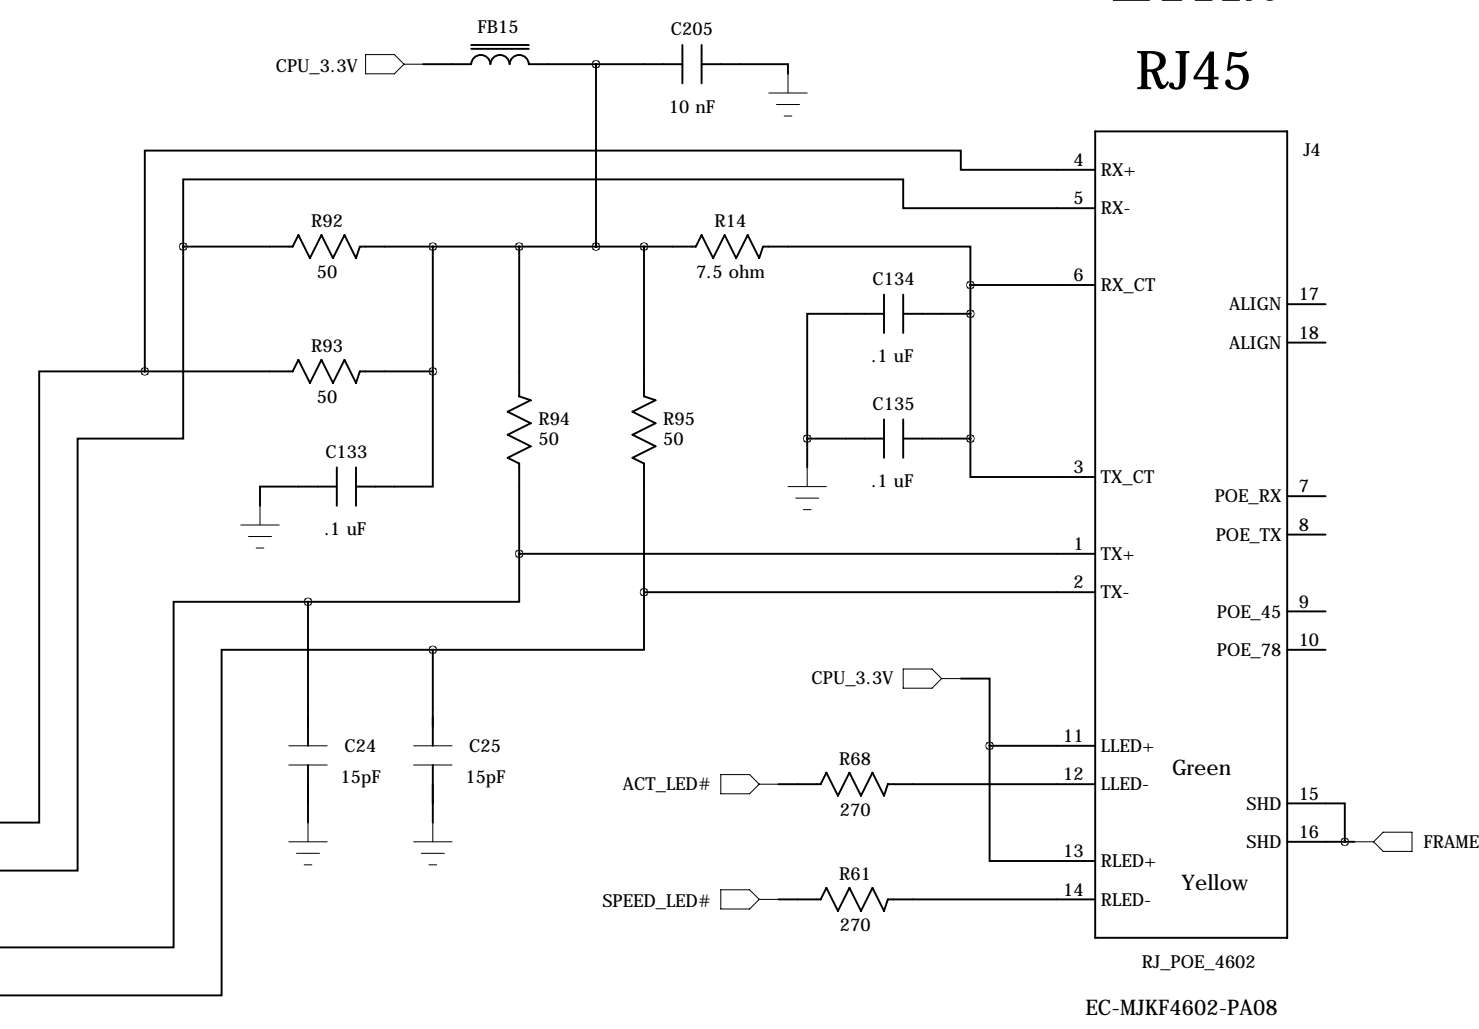 FB15
C205
CPU_3.3V
10 nF
RJ45
J4
4 RX+
5 RX-
R92
50
R14
7.5 ohm
C134
.1 uF
6 RX_CT
ALIGN 17
ALIGN 18
R93
50
R94
50
R95
50
C135
.1 uF
C133
.1 uF
3 TX_CT
POE_RX 7
POE_TX 8
1 TX+
2 TX-
POE_45 9
POE_78 10
CPU_3.3V
C24
15pF
C25
15pF
11 LLED+
Green
ACT_LED#
R68
270
12 LLED-
SHD 15
SHD 16
FRAME
13 RLED+
Yellow
SPEED_LED#
R61
270
14 RLED-
RJ_POE_4602
EC-MJKF4602-PA08